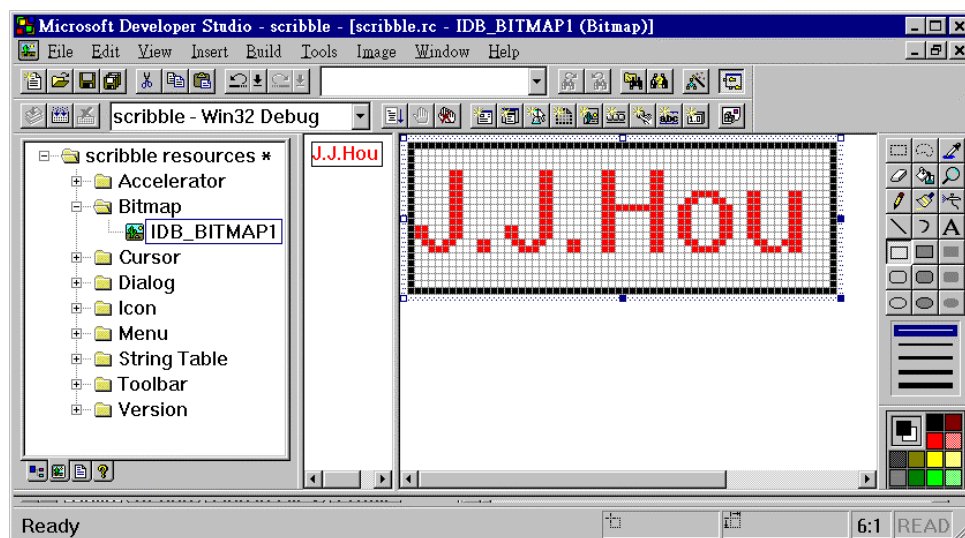 Microsoft Developer Studio - scribble - [scribble.rc - IDB_BITMAP1 (Bitmap)]
File Edit View Insert Build Tools Image Window Help
scribble - Win32 Debug
scribble resources *
Accelerator
Bitmap
IDB_BITMAP1
Cursor
Dialog
Icon
Menu
String Table
Toolbar
Version
J.J.Hou
J.J.Hou
A
Ready
6:1
READ